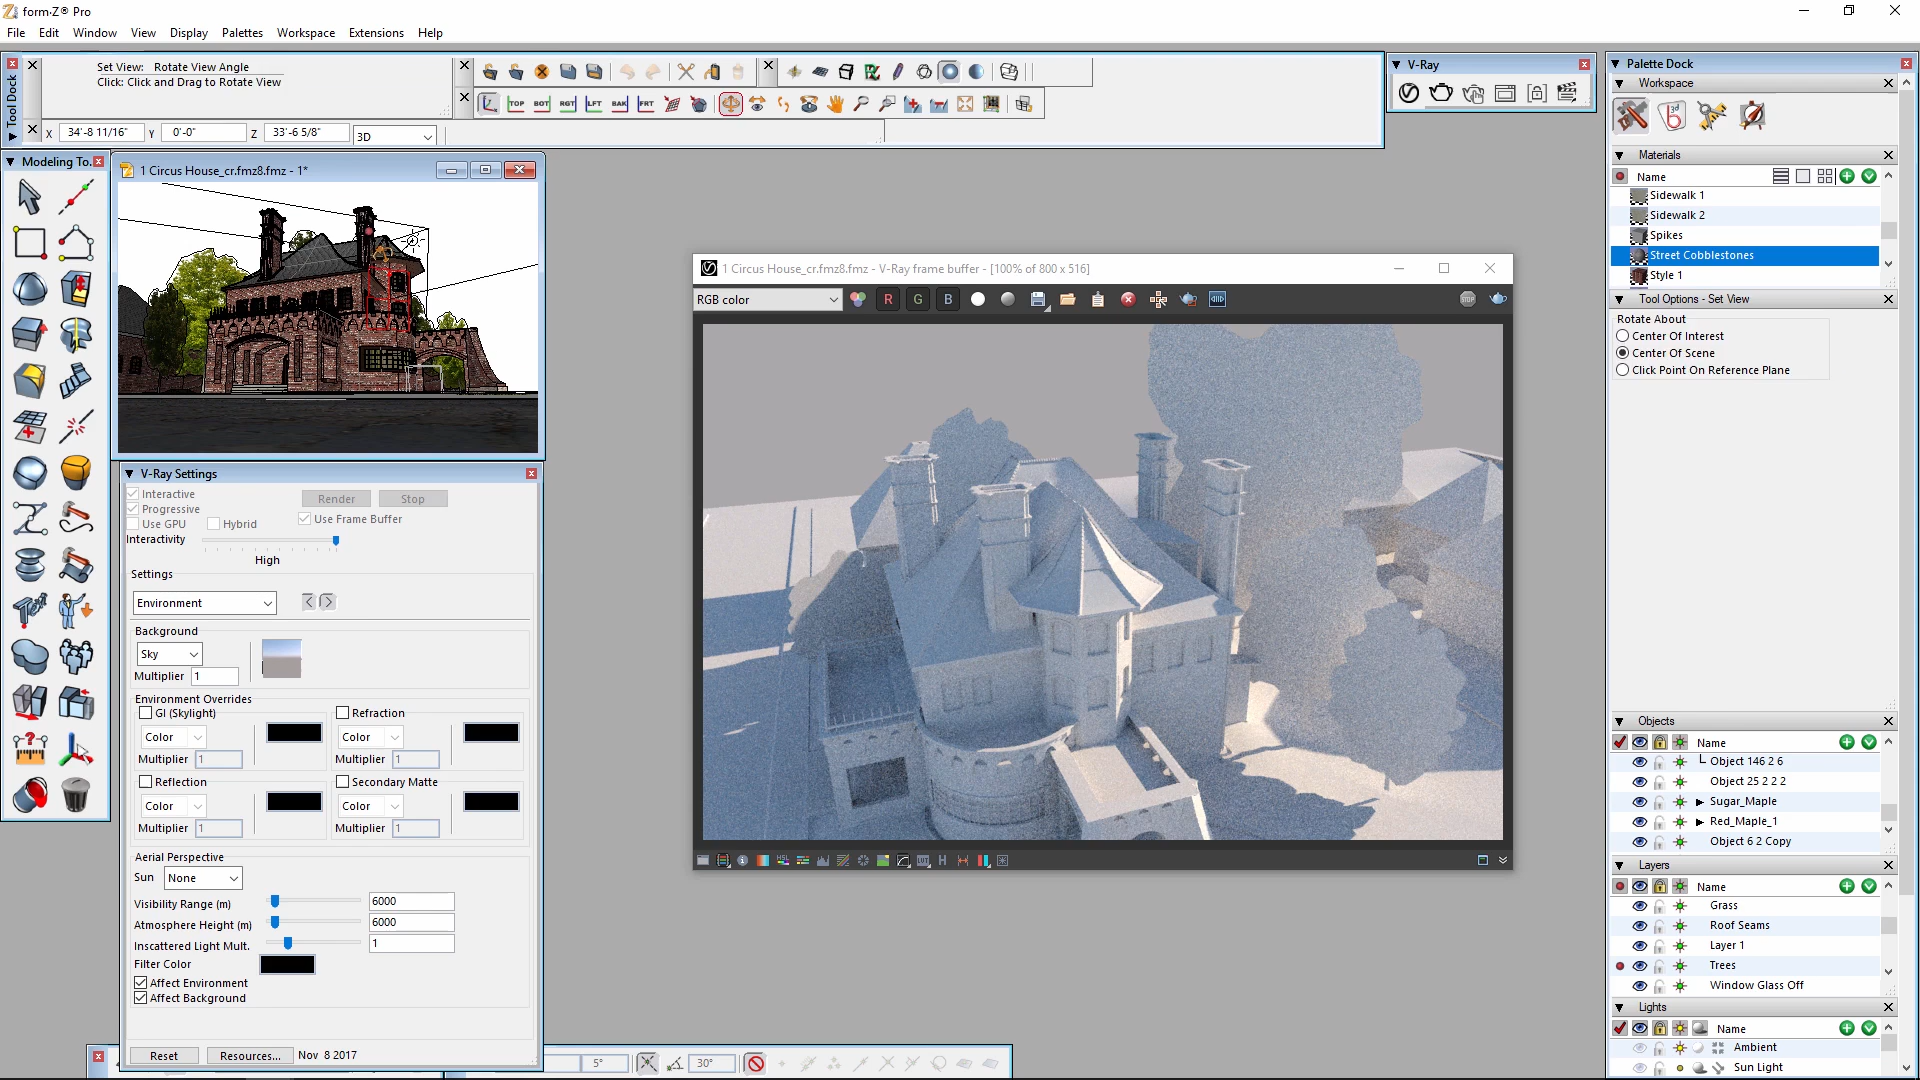 form·Z® Pro
File Edit Window View Display Palettes Workspace Extensions Help
Tool Dock
Set View: Rotate View Angle
Click: Click and Drag to Rotate View
X 34'-8 11/16" Y 0'-0" Z 33'-6 5/8" 3D
TOP BOT RGT LFT BAK FRT
V-Ray
Palette Dock
Workspace
Materials
Name
Sidewalk 1
Sidewalk 2
Spikes
Street Cobblestones
Style 1
Tool Options - Set View
Rotate About
Center Of Interest
Center Of Scene
Click Point On Reference Plane
Objects
Name
Object 146 2 6
Object 25 2 2 2
Sugar_Maple
Red_Maple_1
Object 6 2 Copy
Layers
Name
Grass
Roof Seams
Layer 1
Trees
Window Glass Off
Lights
Name
Ambient
Sun Light
Modeling To..
1 Circus House_cr.fmz8.fmz - 1*
V-Ray Settings
Interactive
Render Stop
Progressive
Use GPU Hybrid Use Frame Buffer
Interactivity
High
Settings
Environment
Background
Sky
Multiplier 1
Environment Overrides
GI (Skylight) Refraction
Color Color
Multiplier 1 Multiplier 1
Reflection Secondary Matte
Color Color
Multiplier 1 Multiplier 1
Aerial Perspective
Sun None
Visibility Range (m) 6000
Atmosphere Height (m) 6000
Inscattered Light Mult. 1
Filter Color
Affect Environment
Affect Background
Reset Resources... Nov 8 2017
5° 30°
1 Circus House_cr.fmz8.fmz - V-Ray frame buffer - [100% of 800 x 516]
RGB color R G B STOP
HSL LUT H